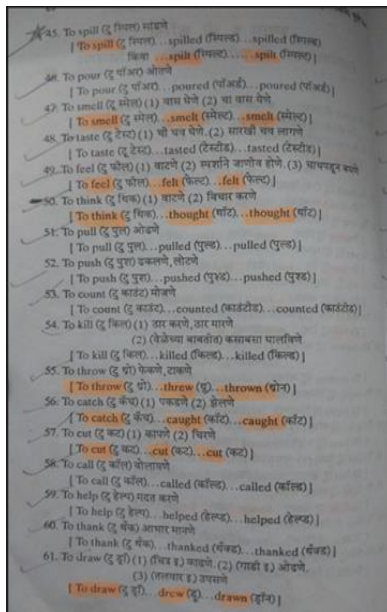 45. To spill (टु स्पिल) सांडणे
[ To spill (टु स्पिल)...spilled (स्पिल्ड)...spilled (स्पिल्ड)
किंवा ...spilt (स्पिल्ट)... ...spilt (स्पिल्ट) ]
46. To pour (टु पॉअर) ओतणे
[ To pour (टु पॉअर)...poured (पॉअर्ड)...poured (पॉअर्ड) ]
47. To smell (टु स्मेल) (1) वास घेणे (2) चा वास येणे
[ To smell (टु स्मेल)...smelt (स्मेल्ट)...smelt (स्मेल्ट) ]
48. To taste (टु टेस्ट) (1) ची चव घेणे (2) सारखी चव लागणे
[ To taste (टु टेस्ट)...tasted (टेस्टीड)...tasted (टेस्टीड) ]
49. To feel (टु फील) (1) वाटणे (2) स्पर्शाने जाणीव होणे. (3) चाचपडून बघणे
[ To feel (टु फील)...felt (फेल्ट)...felt (फेल्ट) ]
50. To think (टु थिंक) (1) वाटणे (2) विचार करणे
[ To think (टु थिंक)...thought (थॉट)...thought (थॉट) ]
51. To pull (टु पुल) ओढणे
[ To pull (टु पुल)...pulled (पुल्ड)...pulled (पुल्ड) ]
52. To push (टु पुश) ढकलणे, लोटणे
[ To push (टु पुश)...pushed (पुश्ड)...pushed (पुश्ड) ]
53. To count (टु काउंट) मोजणे
[ To count (टु काउंट)...counted (काउंटीड)...counted (काउंटीड) ]
54. To kill (टु किल) (1) ठार करणे, ठार मारणे
(2) (वेळेच्या बाबतीत) कसाबसा घालविणे
[ To kill (टु किल)...killed (किल्ड)...killed (किल्ड) ]
55. To throw (टु थ्रो) फेकणे, टाकणे
[ To throw (टु थ्रो)...threw (थ्रू)...thrown (थ्रोन) ]
56. To catch (टु कॅच) (1) पकडणे (2) झेलणे
[ To catch (टु कॅच)...caught (कॉट)...caught (कॉट) ]
57. To cut (टु कट) (1) कापणे (2) चिरणे
[ To cut (टु कट)...cut (कट)...cut (कट) ]
58. To call (टु कॉल) बोलावणे
[ To call (टु कॉल)...called (कॉल्ड)...called (कॉल्ड) ]
59. To help (टु हेल्प) मदत करणे
[ To help (टु हेल्प)...helped (हेल्प्ड)...helped (हेल्प्ड) ]
60. To thank (टु थँक) आभार मानणे
[ To thank (टु थँक)...thanked (थँक्ड)...thanked (थँक्ड) ]
61. To draw (टु ड्रॉ) (1) (चित्र इ.) काढणे. (2) (गाडी इ.) ओढणे.
(3) (तलवार इ.) उपसणे
[ To draw (टु ड्रॉ)...drew (ड्रू)...drawn (ड्रॉन) ]